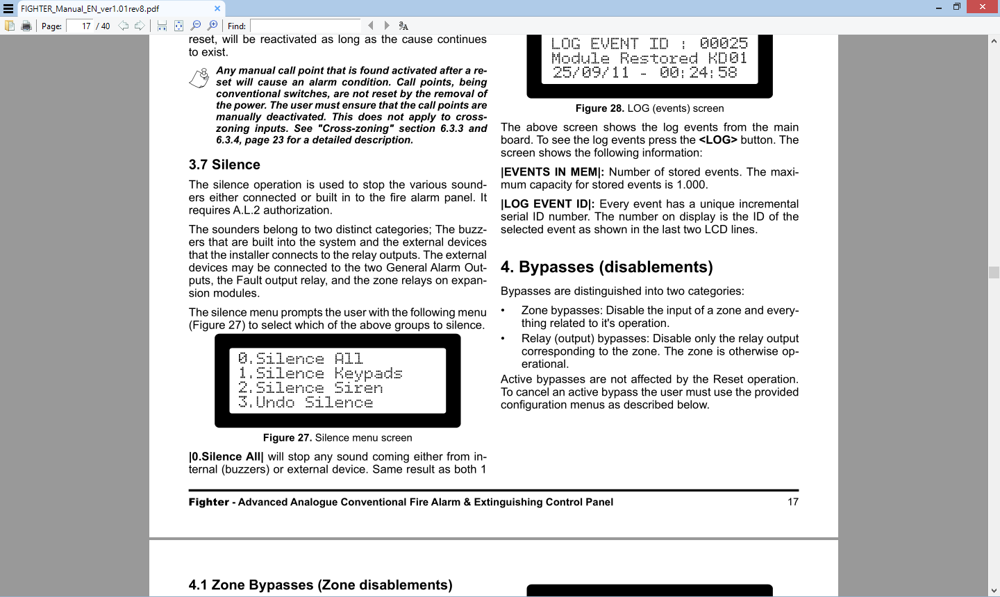 FIGHTER_Manual_EN_ver1.01rev8.pdf
Page: 17 / 40 Find:
reset, will be reactivated as long as the cause continues
to exist.
Any manual call point that is found activated after a re-
set will cause an alarm condition. Call points, being
conventional switches, are not reset by the removal of
the power. The user must ensure that the call points are
manually deactivated. This does not apply to cross-
zoning inputs. See "Cross-zoning" section 6.3.3 and
6.3.4, page 23 for a detailed description.
3.7 Silence
The silence operation is used to stop the various sound-
ers either connected or built in to the fire alarm panel. It
requires A.L.2 authorization.
The sounders belong to two distinct categories; The buzz-
ers that are built into the system and the external devices
that the installer connects to the relay outputs. The external
devices may be connected to the two General Alarm Out-
puts, the Fault output relay, and the zone relays on expan-
sion modules.
The silence menu prompts the user with the following menu
(Figure 27) to select which of the above groups to silence.
0.Silence All
1.Silence Keypads
2.Silence Siren
3.Undo Silence
Figure 27. Silence menu screen
|0.Silence All| will stop any sound coming either from in-
ternal (buzzers) or external device. Same result as both 1
LOG EVENT ID : 00025
Module Restored KD01
25/09/11 - 00:24:58
Figure 28. LOG (events) screen
The above screen shows the log events from the main
board. To see the log events press the <LOG> button. The
screen shows the following information:
|EVENTS IN MEM|: Number of stored events. The maxi-
mum capacity for stored events is 1.000.
|LOG EVENT ID|: Every event has a unique incremental
serial ID number. The number on display is the ID of the
selected event as shown in the last two LCD lines.
4. Bypasses (disablements)
Bypasses are distinguished into two categories:
• Zone bypasses: Disable the input of a zone and every-
thing related to it's operation.
• Relay (output) bypasses: Disable only the relay output
corresponding to the zone. The zone is otherwise op-
erational.
Active bypasses are not affected by the Reset operation.
To cancel an active bypass the user must use the provided
configuration menus as described below.
Fighter - Advanced Analogue Conventional Fire Alarm & Extinguishing Control Panel 17
4.1 Zone Bypasses (Zone disablements)